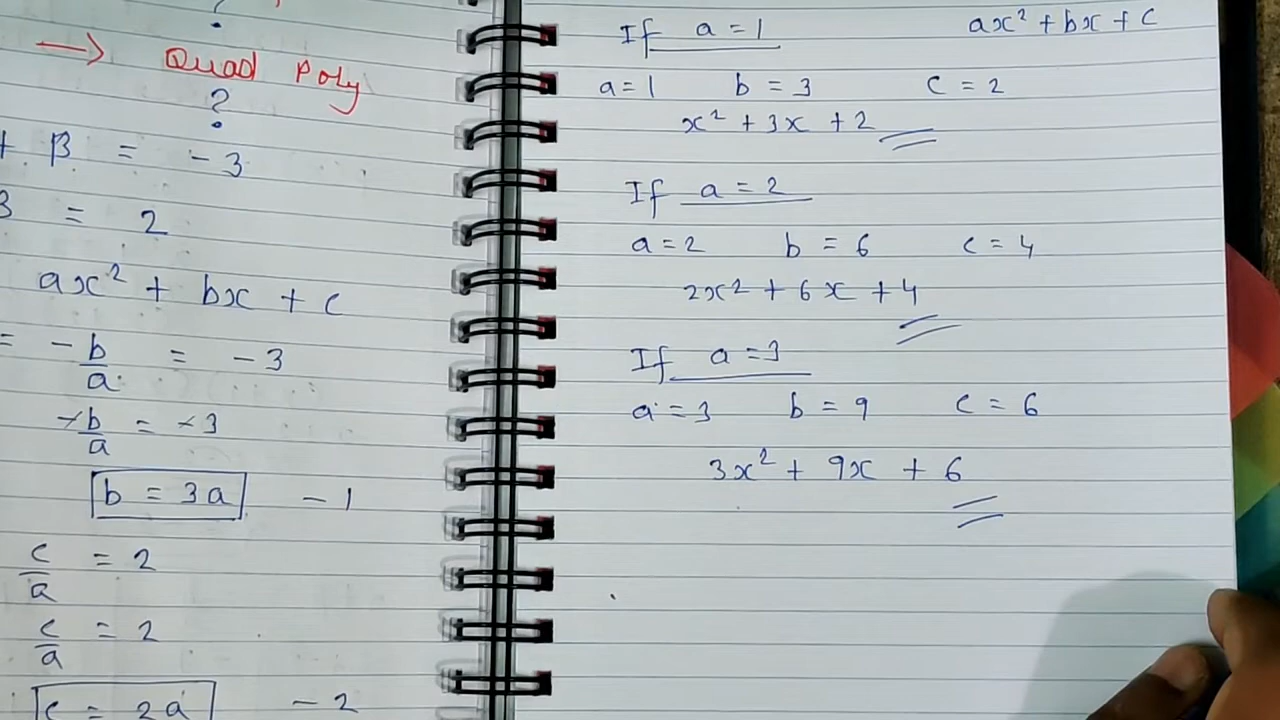 ?
→ Quad Poly
?
+ β = -3
= 2
ax² + bx + c
= -b/a = -3
-b/a = -3
b = 3a - 1
c/a = 2
c/a = 2
c = 2a - 2
If a = 1 ax² + bx + c
a = 1 b = 3 c = 2
x² + 3x + 2
If a = 2
a = 2 b = 6 c = 4
2x² + 6x + 4
If a = 3
a = 3 b = 9 c = 6
3x² + 9x + 6